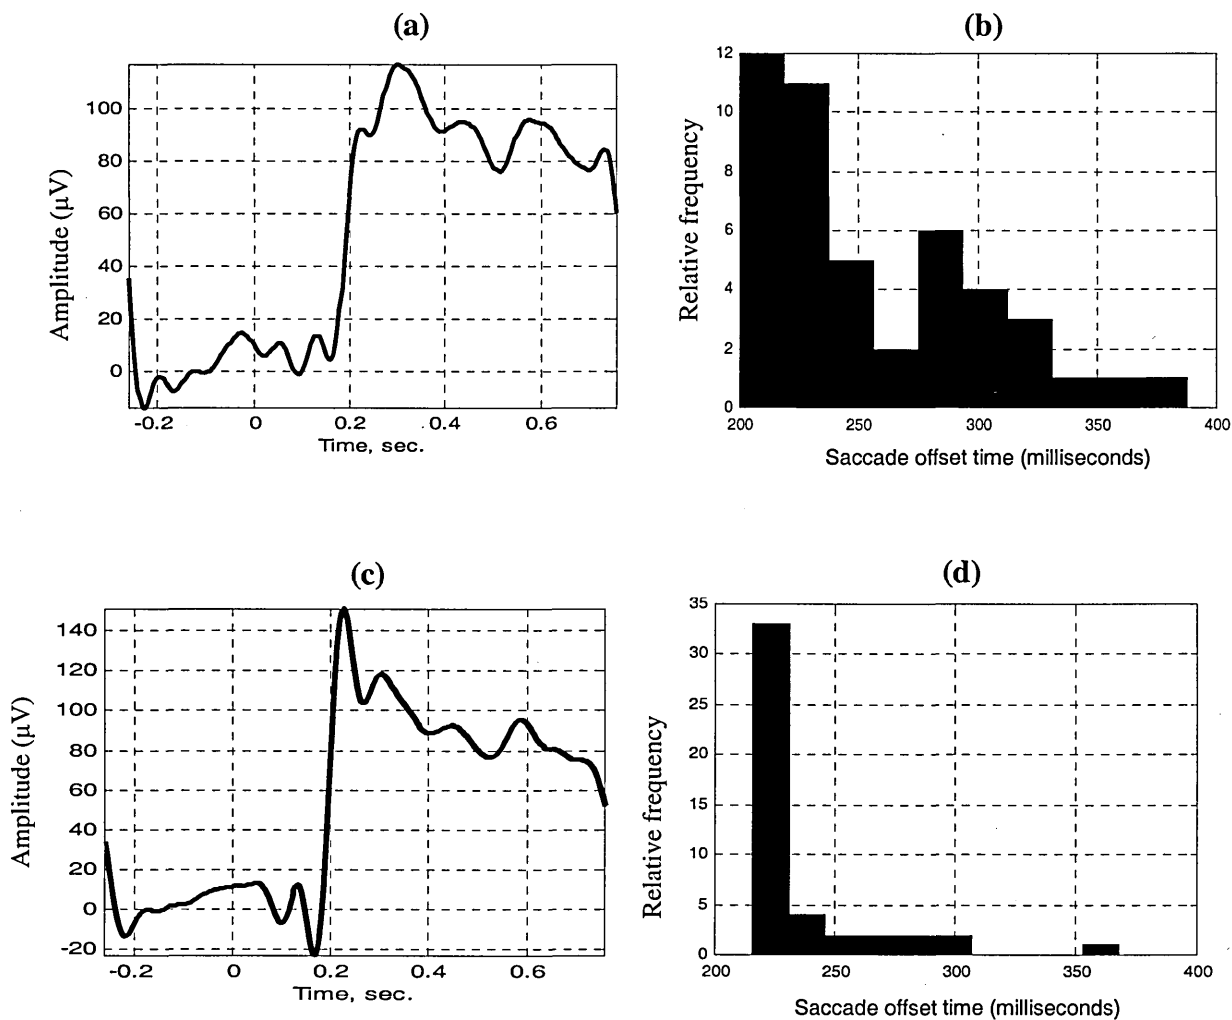 (a)
100
80
60
40
20
0
Amplitude (μV)
-0.2 0 0.2 0.4 0.6
Time, sec.
(b)
12
10
8
6
4
2
0
Relative frequency
200 250 300 350 400
Saccade offset time (milliseconds)
(c)
140
120
100
80
60
40
20
0
-20
Amplitude (μV)
-0.2 0 0.2 0.4 0.6
Time, sec.
(d)
35
30
25
20
15
10
5
0
Relative frequency
200 250 300 350 400
Saccade offset time (milliseconds)